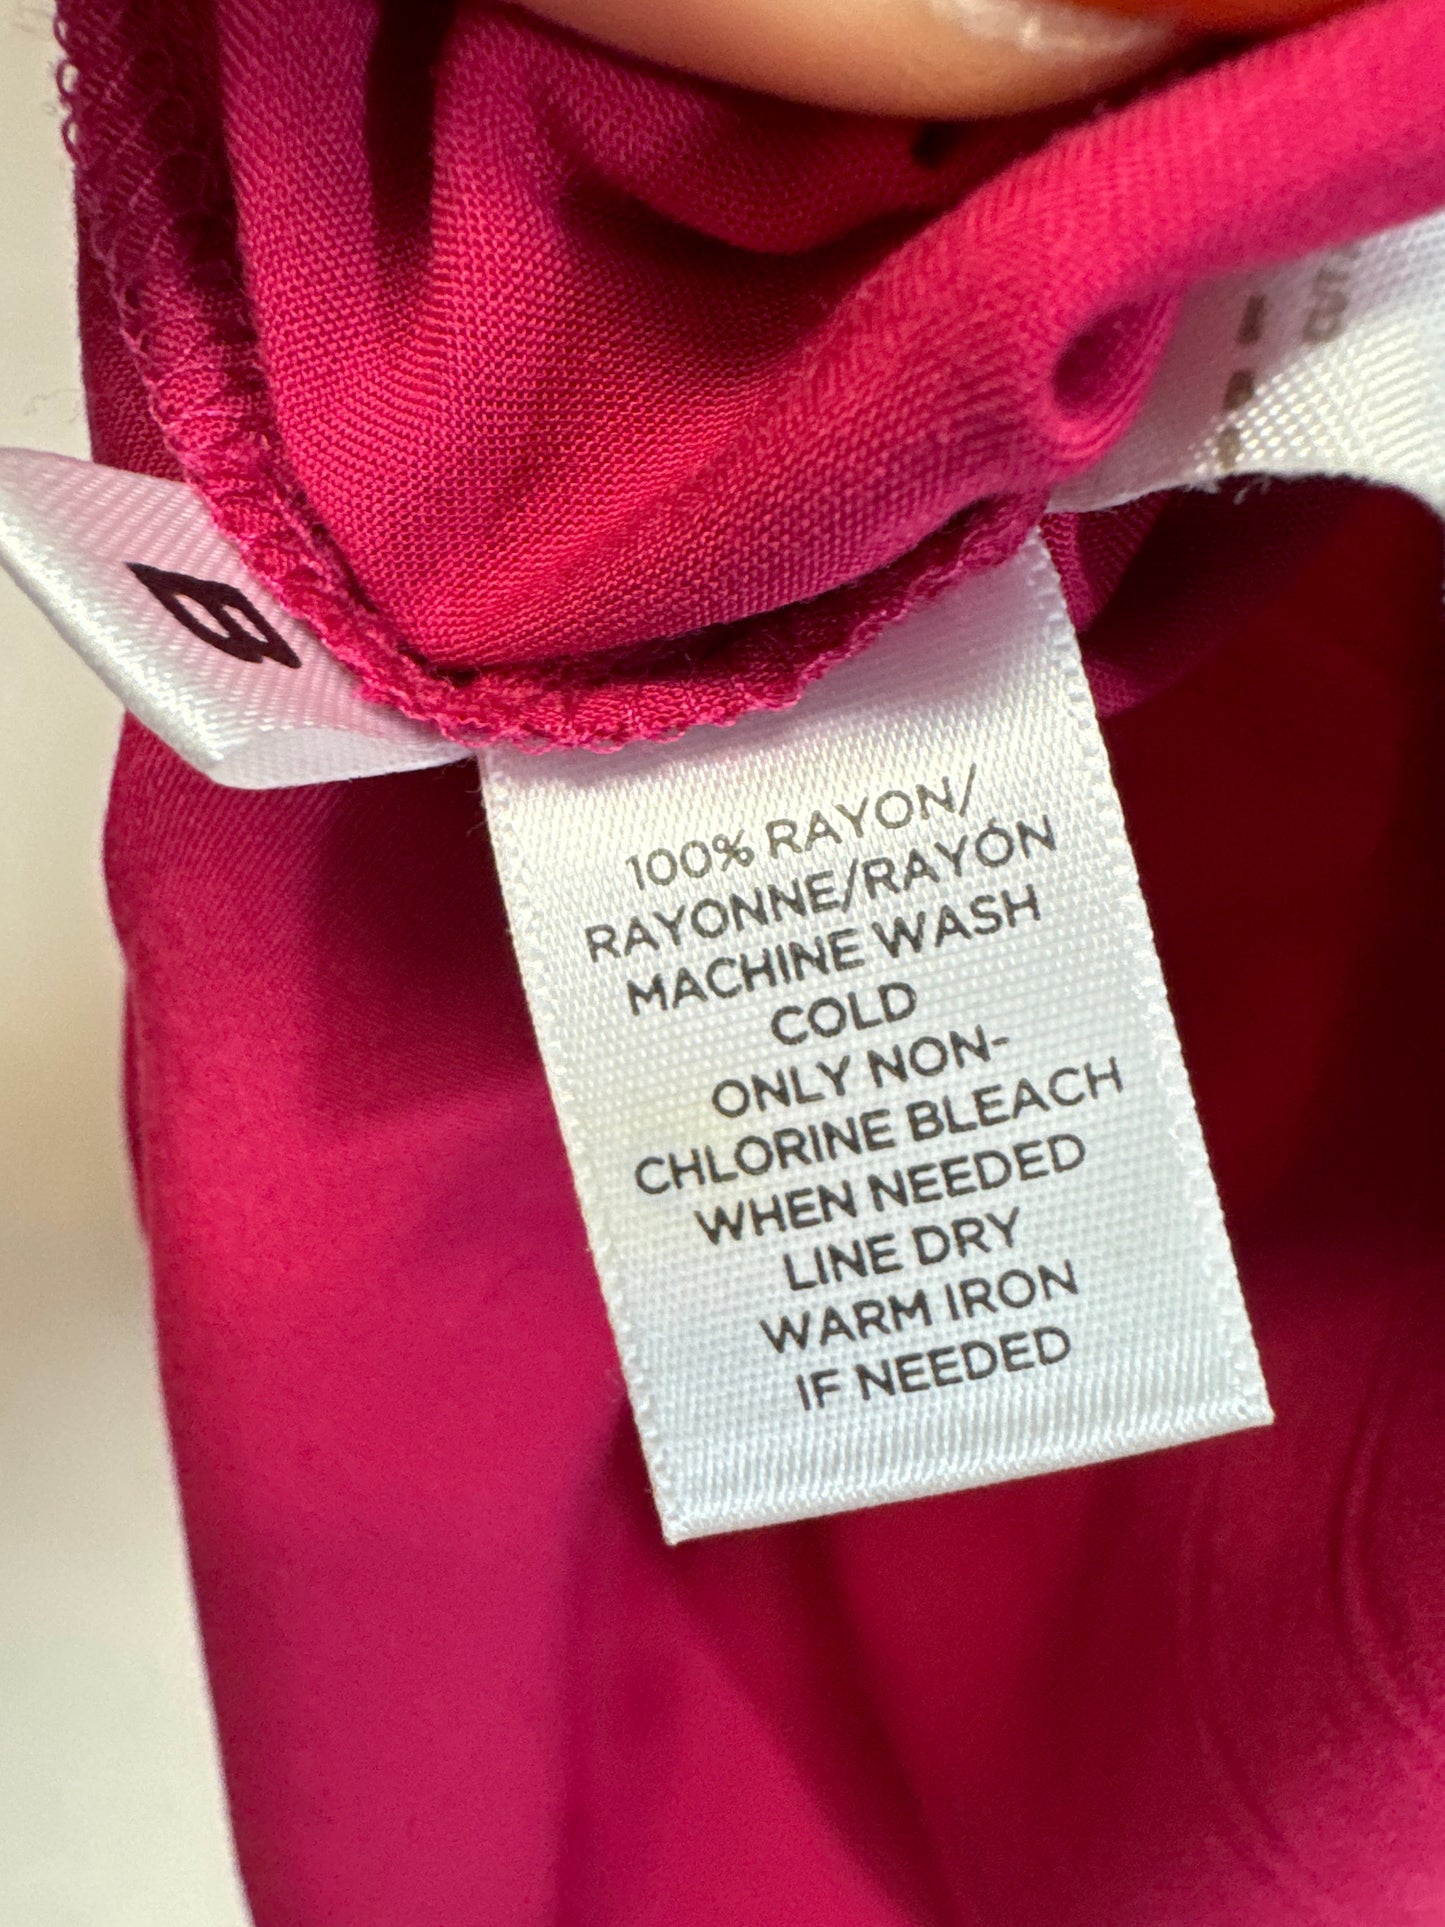 100% RAYON/
RAYONNE/RAYÓN
MACHINE WASH
COLD
ONLY NON-
CHLORINE BLEACH
WHEN NEEDED
LINE DRY
WARM IRON
IF NEEDED